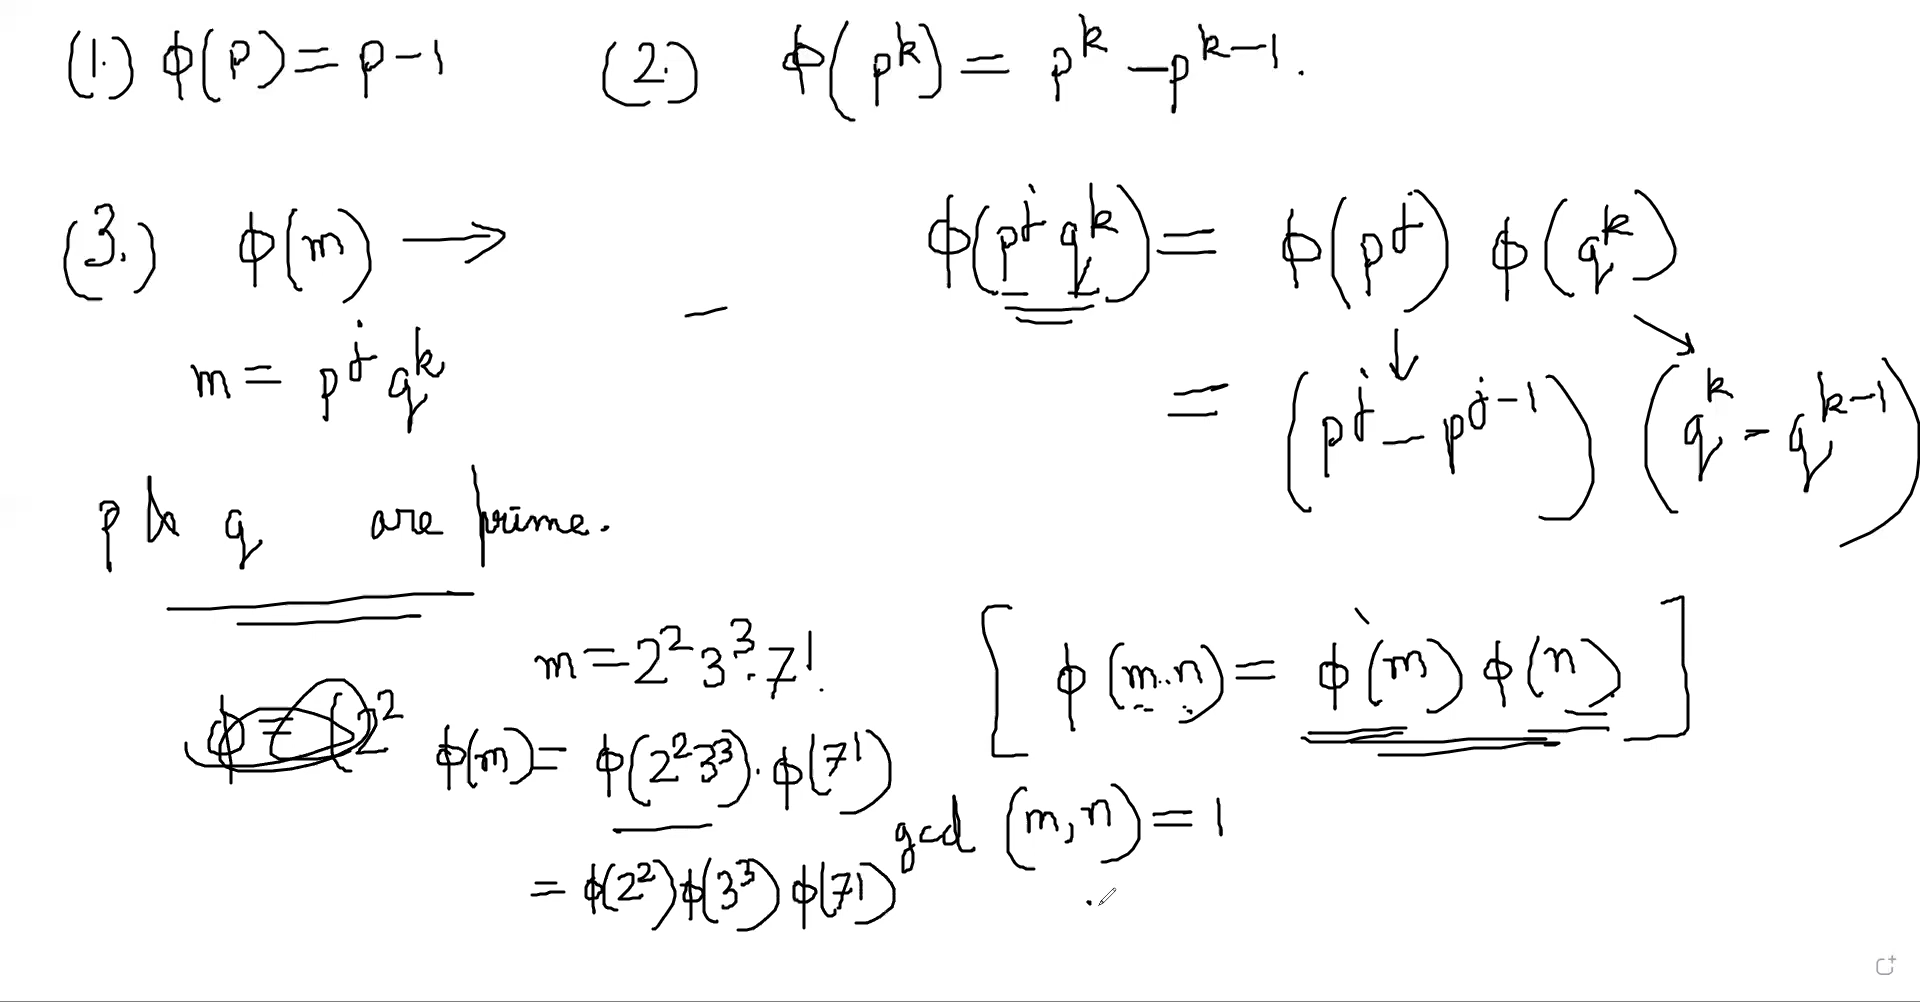 (1.) ϕ(p) = p-1
(2.) ϕ(p^k) = p^k - p^{k-1}.
(3.) ϕ(m) →
m = p^j q^k
p & q are prime.
ϕ(p^j q^k) = ϕ(p^j) ϕ(q^k)
= (p^j - p^{j-1}) (q^k - q^{k-1})
m = 2^2 3^3 . 7^1.
ϕ(m) = ϕ(2^2 3^3) . ϕ(7^1)
= ϕ(2^2) ϕ(3^3) ϕ(7^1)
[ϕ(m..n) = ϕ(m) ϕ(n)]
gcd (m,n) = 1